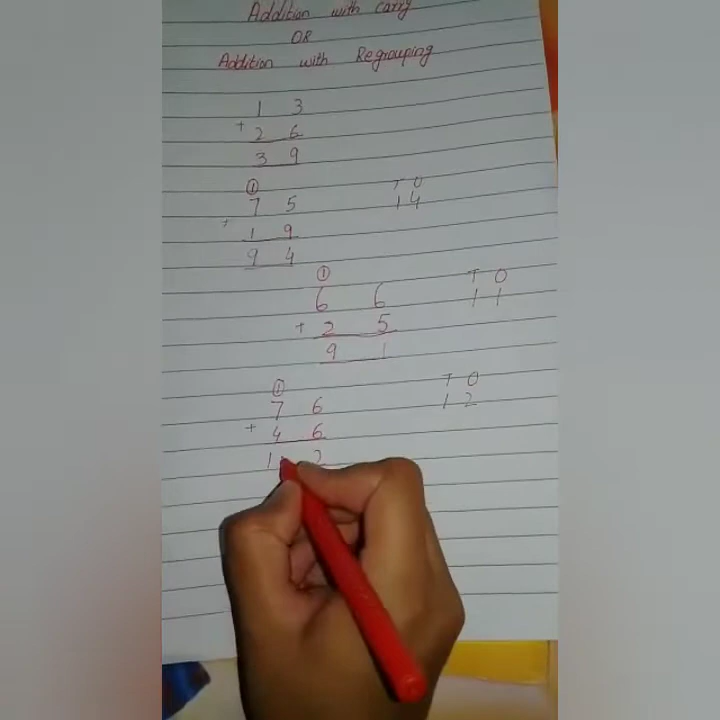 Addition with carry
OR
Addition with Regrouping
1 3
+ 2 6
3 9
①
7 5
+ 1 9
9 4
T O
1 4
①
6 6
+ 2 5
9 1
T O
1 1
①
7 6
+ 4 6
1 2
T O
1 2